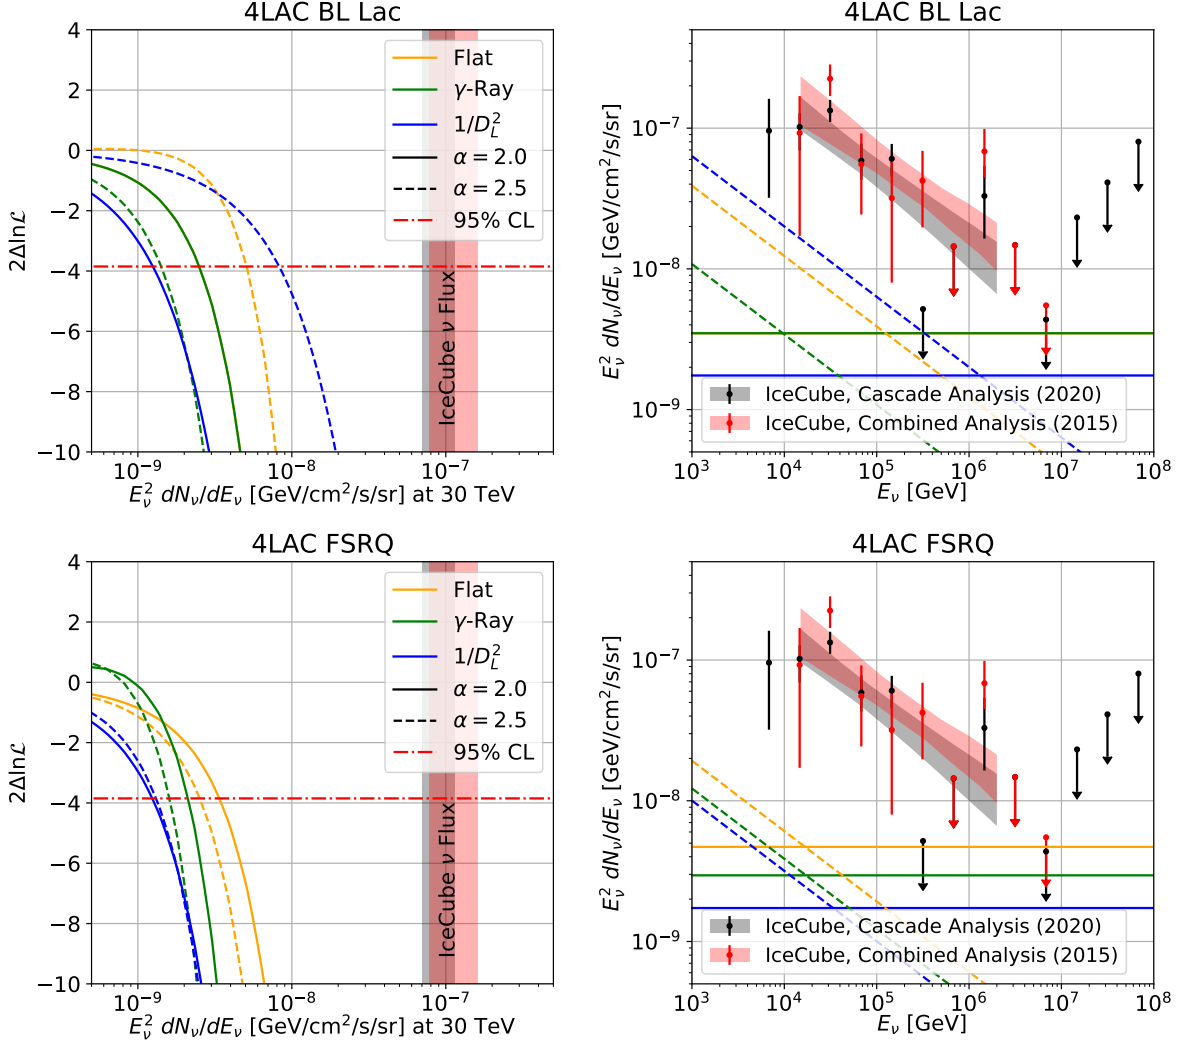 4LAC BL Lac
4
2
0
−2
−4
−6
−8
−10
2ΔlnL
Flat
γ-Ray
1/D_L^2
α = 2.0
α = 2.5
95% CL
IceCube ν Flux
10^−9
10^−8
10^−7
E_ν^2 dN_ν/dE_ν [GeV/cm^2/s/sr] at 30 TeV
4LAC BL Lac
10^−7
10^−8
10^−9
E_ν^2 dN_ν/dE_ν [GeV/cm^2/s/sr]
IceCube, Cascade Analysis (2020)
IceCube, Combined Analysis (2015)
10^3
10^4
10^5
10^6
10^7
10^8
E_ν [GeV]
4LAC FSRQ
4
2
0
−2
−4
−6
−8
−10
2ΔlnL
Flat
γ-Ray
1/D_L^2
α = 2.0
α = 2.5
95% CL
IceCube ν Flux
10^−9
10^−8
10^−7
E_ν^2 dN_ν/dE_ν [GeV/cm^2/s/sr] at 30 TeV
4LAC FSRQ
10^−7
10^−8
10^−9
E_ν^2 dN_ν/dE_ν [GeV/cm^2/s/sr]
IceCube, Cascade Analysis (2020)
IceCube, Combined Analysis (2015)
10^3
10^4
10^5
10^6
10^7
10^8
E_ν [GeV]